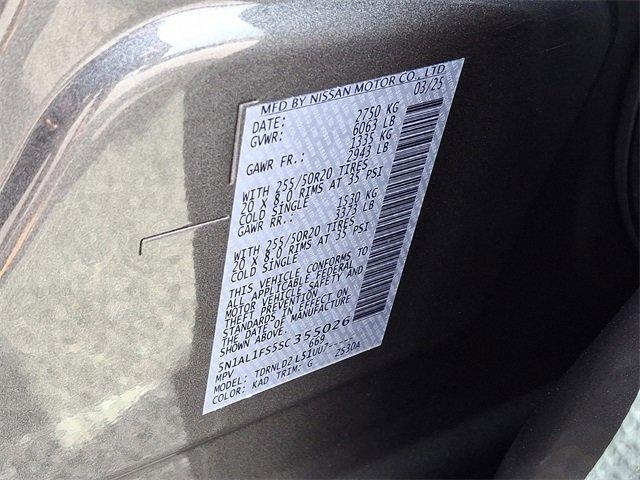 MFD BY NISSAN MOTOR CO., LTD
DATE: 03/25
GVWR: 2750 KG
6063 LB
GAWR FR.: 1335 KG
2943 LB
WITH 255/50R20 TIRES
20 X 8.0 RIMS AT 35 PSI
COLD SINGLE
GAWR RR.: 1530 KG
3373 LB
WITH 255/50R20 TIRES
20 X 8.0 RIMS AT 35 PSI
COLD SINGLE
THIS VEHICLE CONFORMS TO
ALL APPLICABLE FEDERAL
MOTOR VEHICLE SAFETY AND
THEFT PREVENTION
STANDARDS IN EFFECT ON
THE DATE OF MANUFACTURE
SHOWN ABOVE.
5N1AL1FS5SC355026
MPV 669
MODEL: TDRNLD2 L51UU7----
COLOR: KAD TRIM: G ZS30A